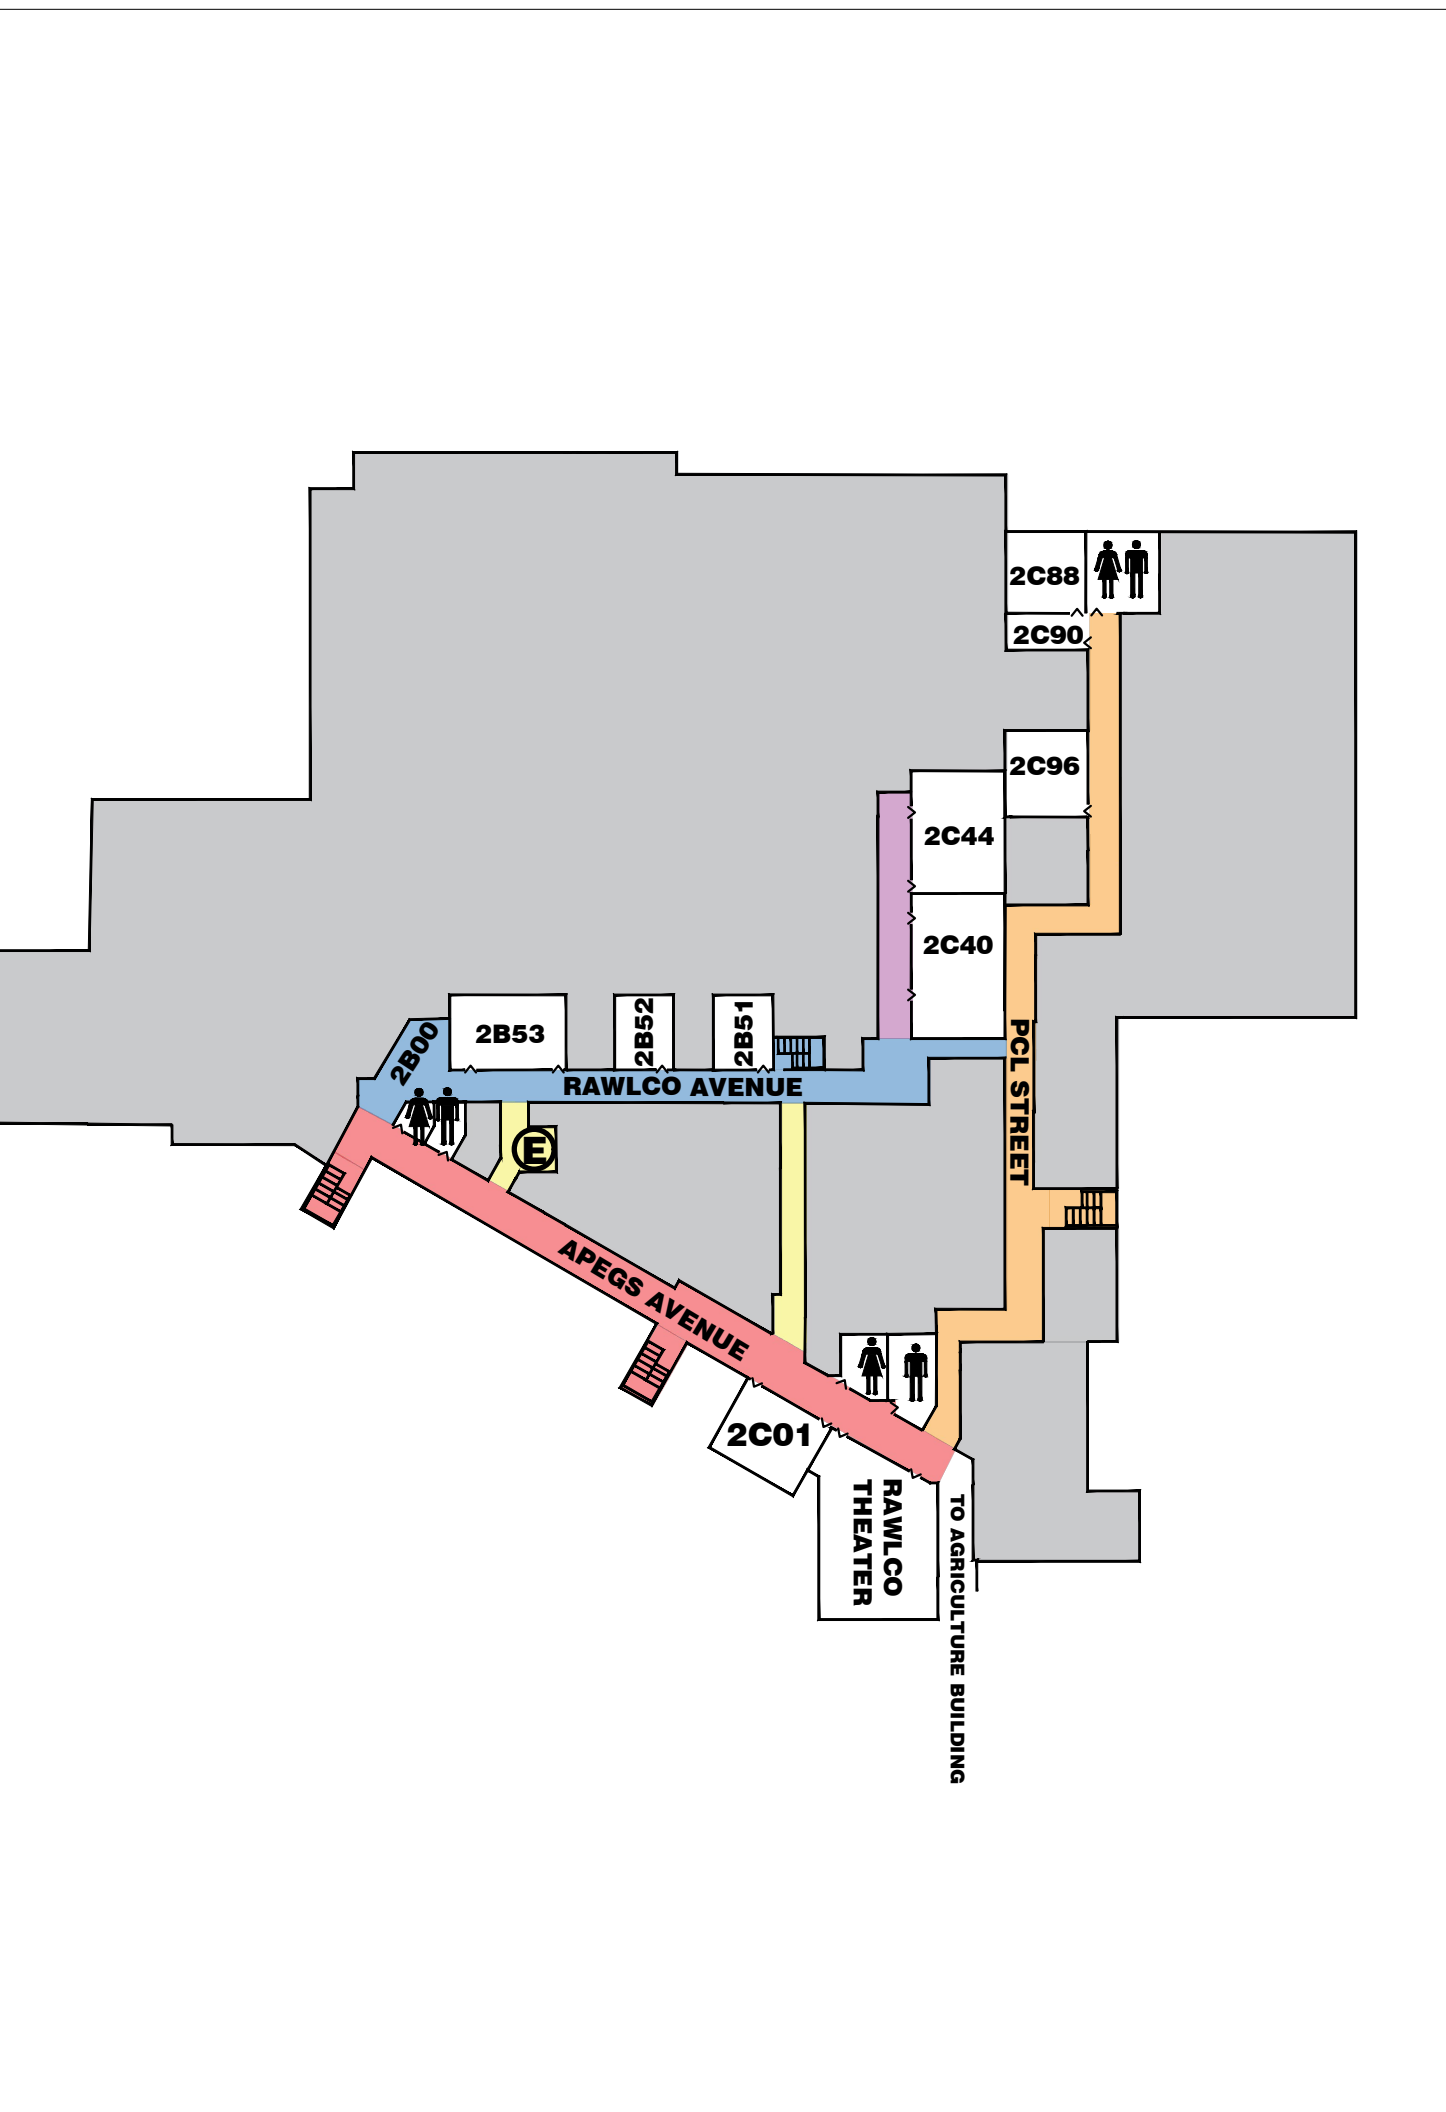 2C88
2C90
2C96
2C44
2C40
2B00
2B53
2B52
2B51
RAWLCO AVENUE
PCL STREET
E
APEGS AVENUE
2C01
RAWLCO
THEATER
TO AGRICULTURE BUILDING